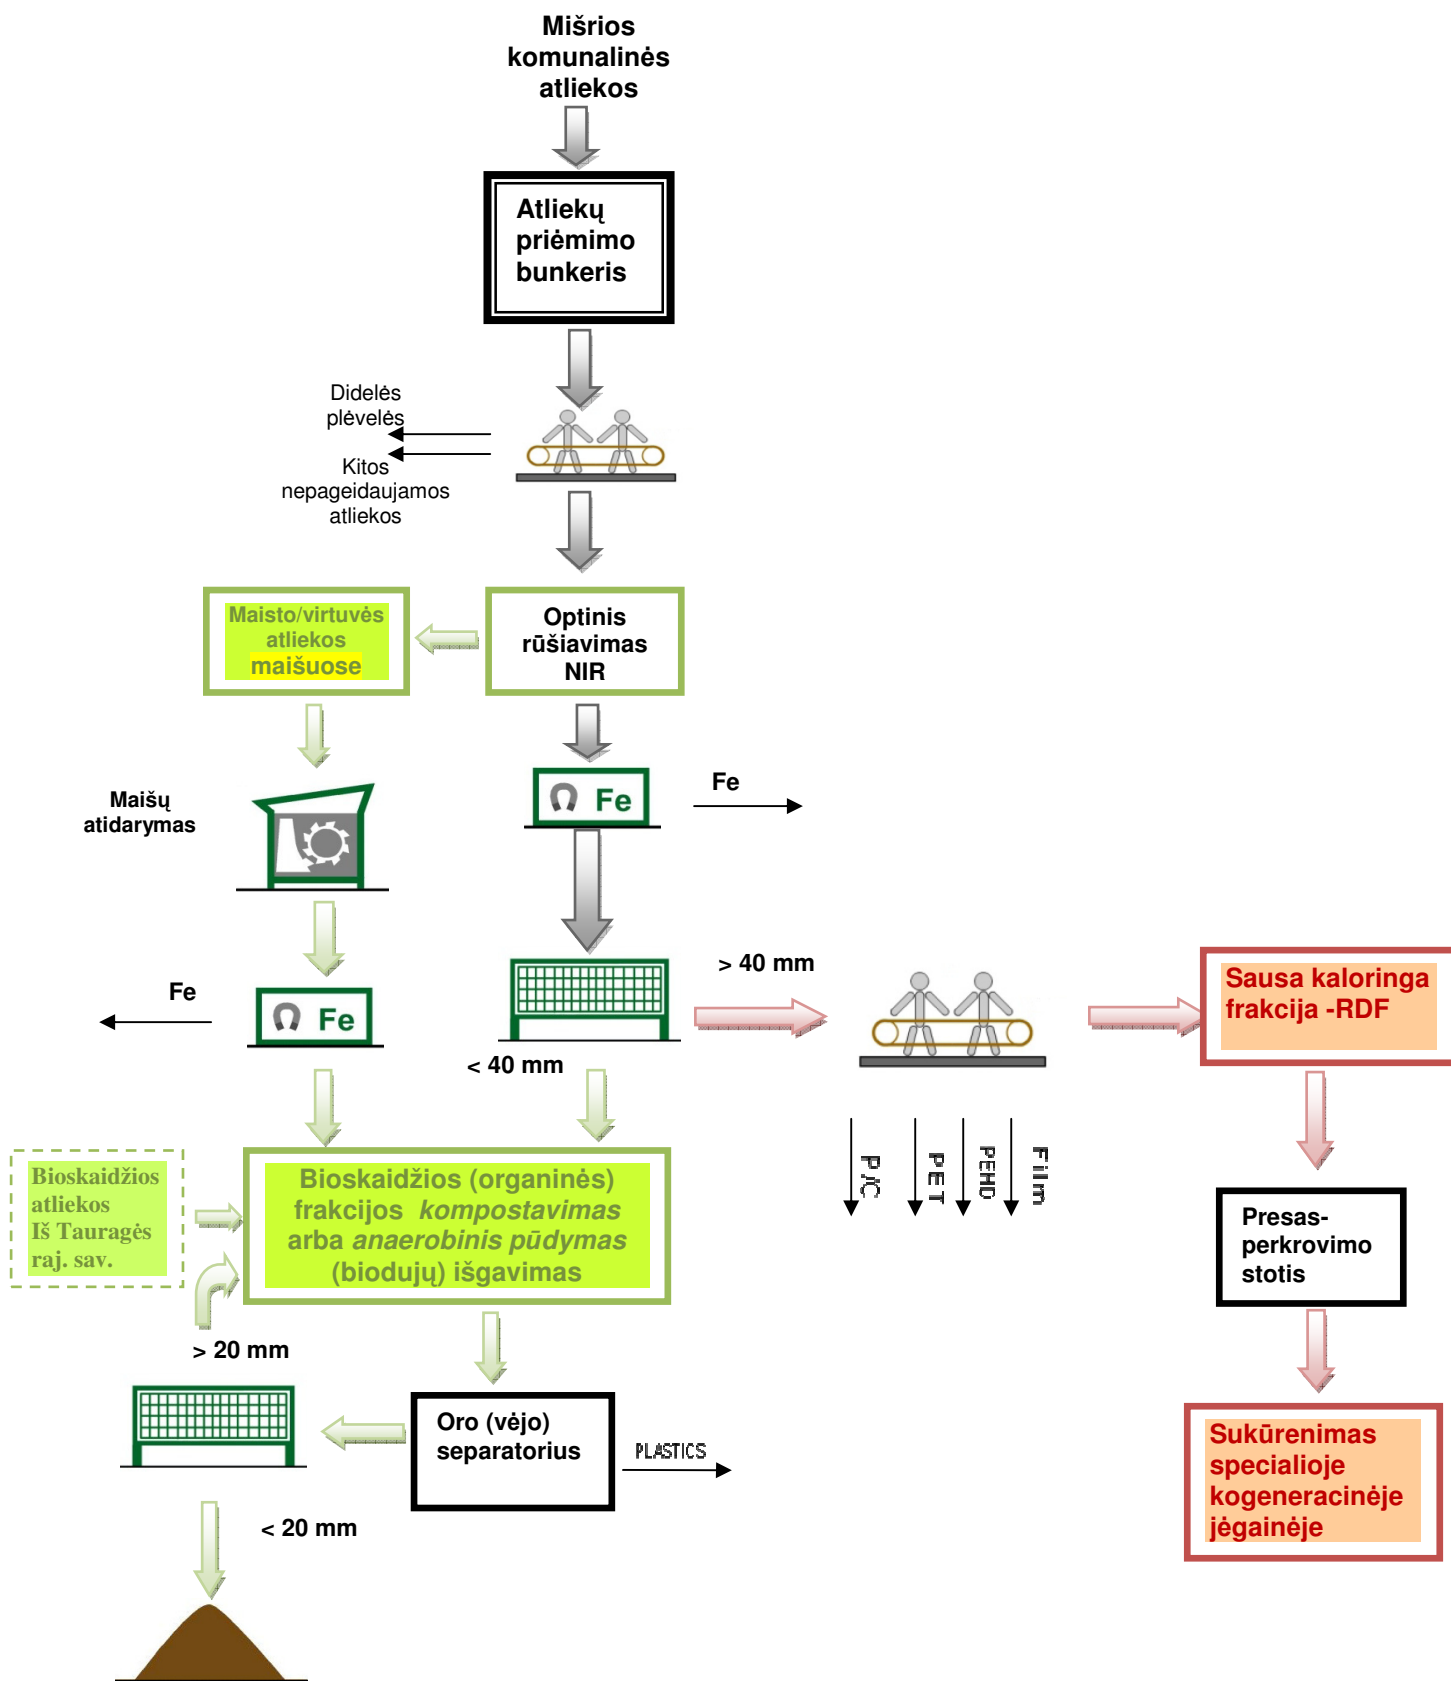 Mišrios
komunalinės
atliekos
Atliekų
priėmimo
bunkeris
Didelės
plėvelės
Kitos
nepageidaujamos
atliekos
Maisto/virtuvės
atliekos
maišuose
Optinis
rūšiavimas
NIR
Maišų
atidarymas
Fe
Fe
Fe
Fe
> 40 mm
< 40 mm
Sausa kaloringa
frakcija -RDF
P/C
PET
PEHD
Film
Bioskaidžios
atliekos
Iš Tauragės
raj. sav.
Bioskaidžios (organinės)
frakcijos kompostavimas
arba anaerobinis pūdymas
(biodujų) išgavimas
Presas-
perkrovimo
stotis
> 20 mm
Oro (vėjo)
separatorius
PLASTICS
< 20 mm
Sukūrenimas
specialioje
kogeneracinėje
jėgainėje